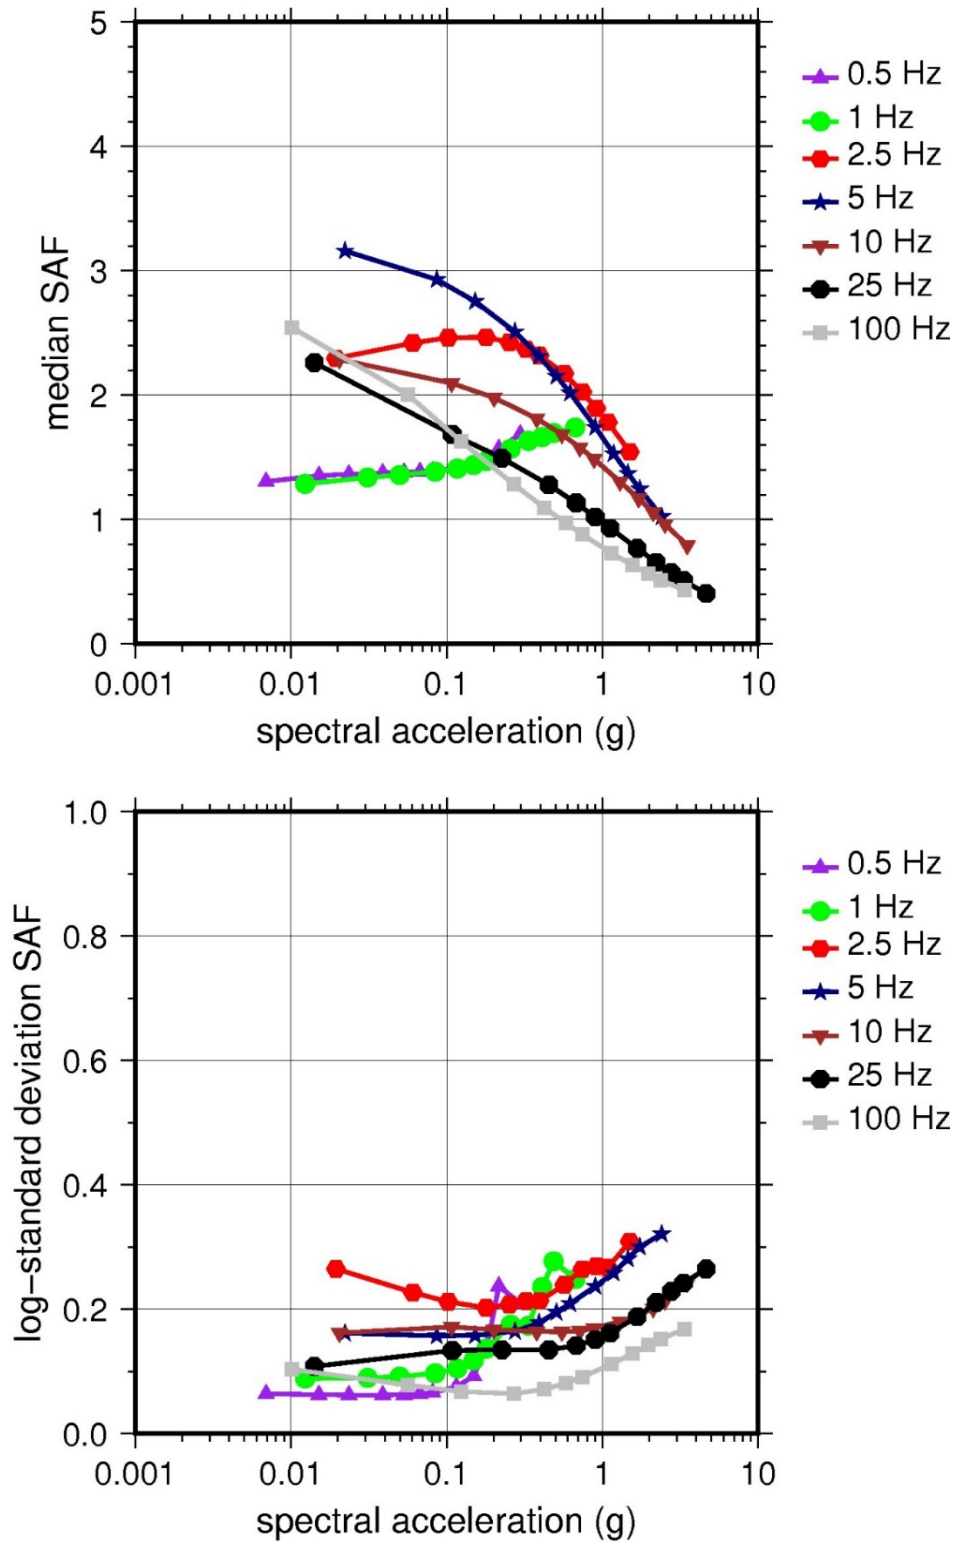 median SAF
5
4
3
2
1
0
0.001 0.01 0.1 1 10
spectral acceleration (g)
0.5 Hz
1 Hz
2.5 Hz
5 Hz
10 Hz
25 Hz
100 Hz
log−standard deviation SAF
1.0
0.8
0.6
0.4
0.2
0.0
0.001 0.01 0.1 1 10
spectral acceleration (g)
0.5 Hz
1 Hz
2.5 Hz
5 Hz
10 Hz
25 Hz
100 Hz